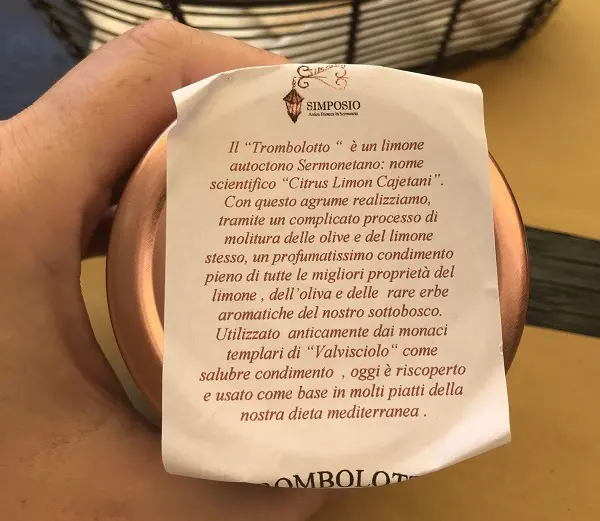 SIMPOSIO
Il “Trombolotto “ è un limone
autoctono Sermonetano: nome
scientifico “Citrus Limon Cajetani”.
Con questo agrume realizziamo,
tramite un complicato processo di
molitura delle olive e del limone
stesso, un profumatissimo condimento
pieno di tutte le migliori proprietà del
limone , dell’oliva e delle rare erbe
aromatiche del nostro sottobosco.
Utilizzato anticamente dai monaci
templari di “Valvisciolo“ come
salubre condimento , oggi è riscoperto
e usato come base in molti piatti della
nostra dieta mediterranea .